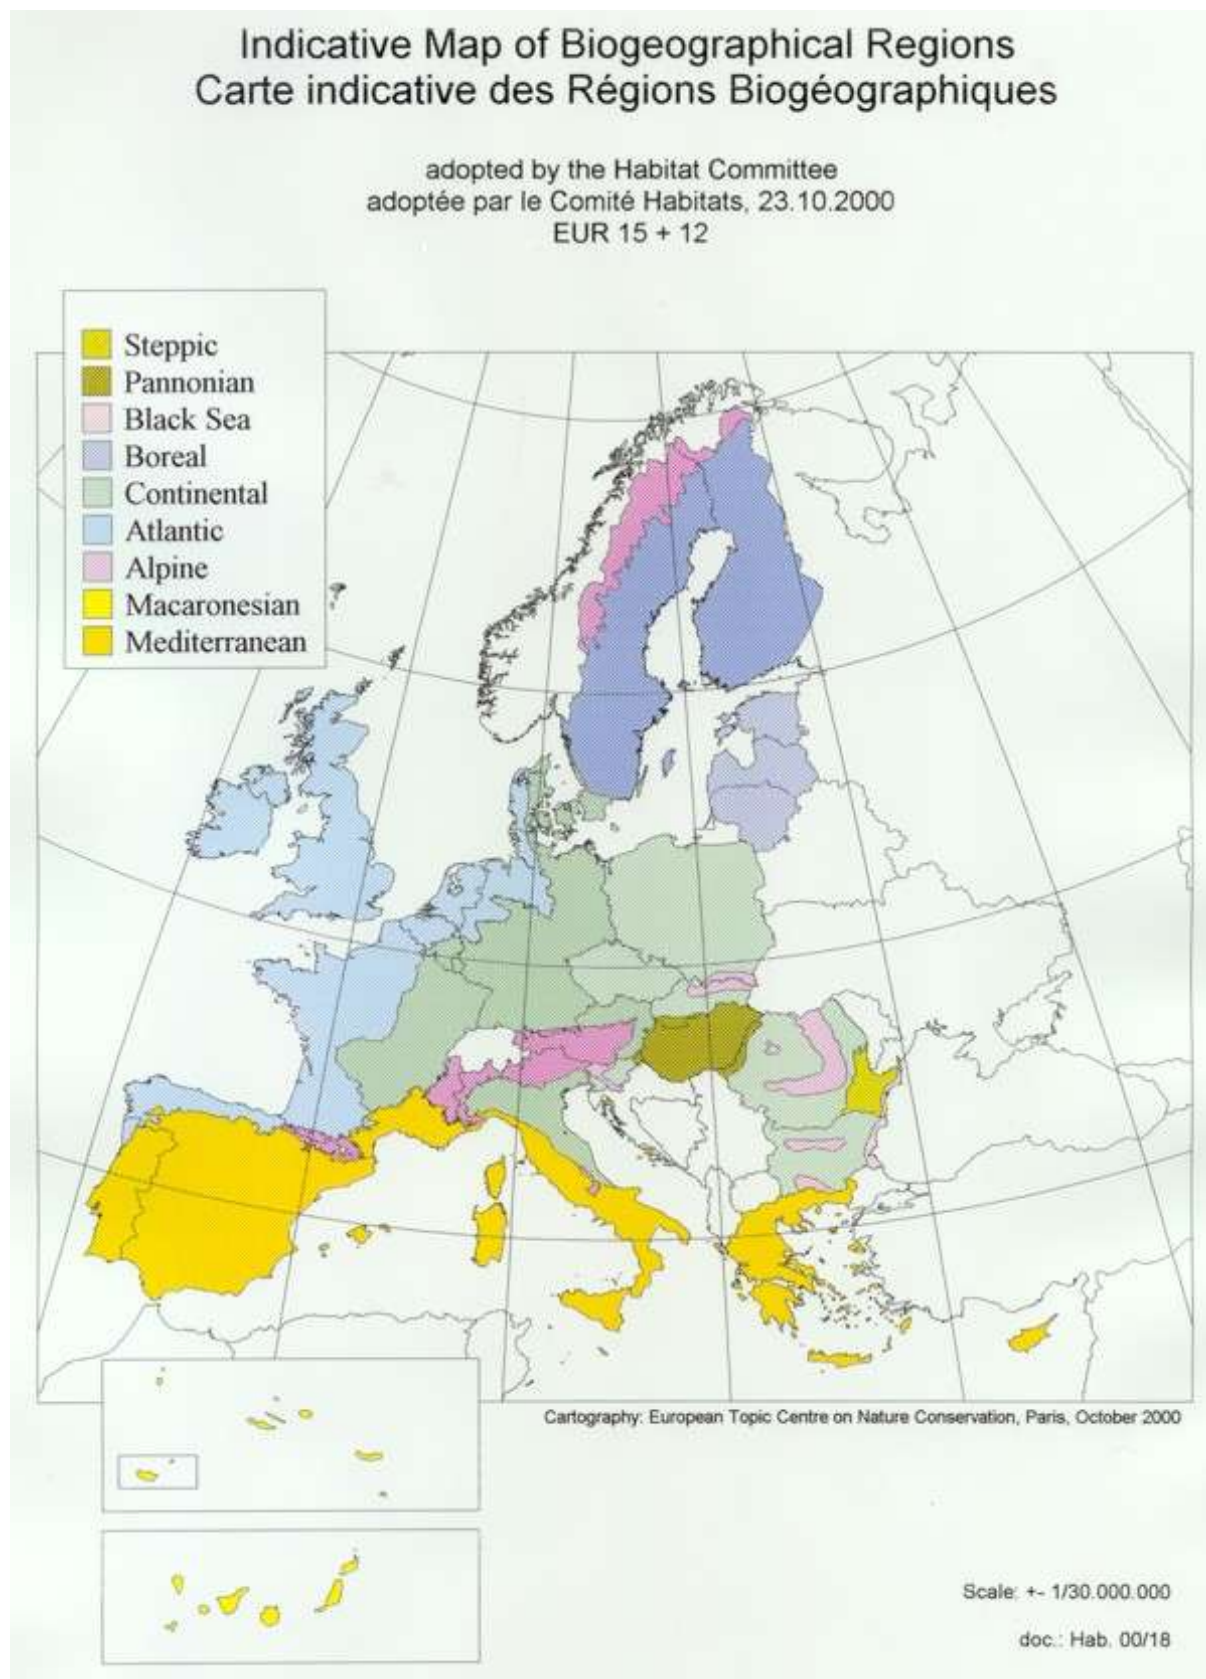 Indicative Map of Biogeographical Regions
Carte indicative des Régions Biogéographiques
adopted by the Habitat Committee
adoptée par le Comité Habitats, 23.10.2000
EUR 15 + 12
Steppic
Pannonian
Black Sea
Boreal
Continental
Atlantic
Alpine
Macaronesian
Mediterranean
Cartography: European Topic Centre on Nature Conservation, Paris, October 2000
Scale: +- 1/30.000.000
doc.: Hab. 00/18